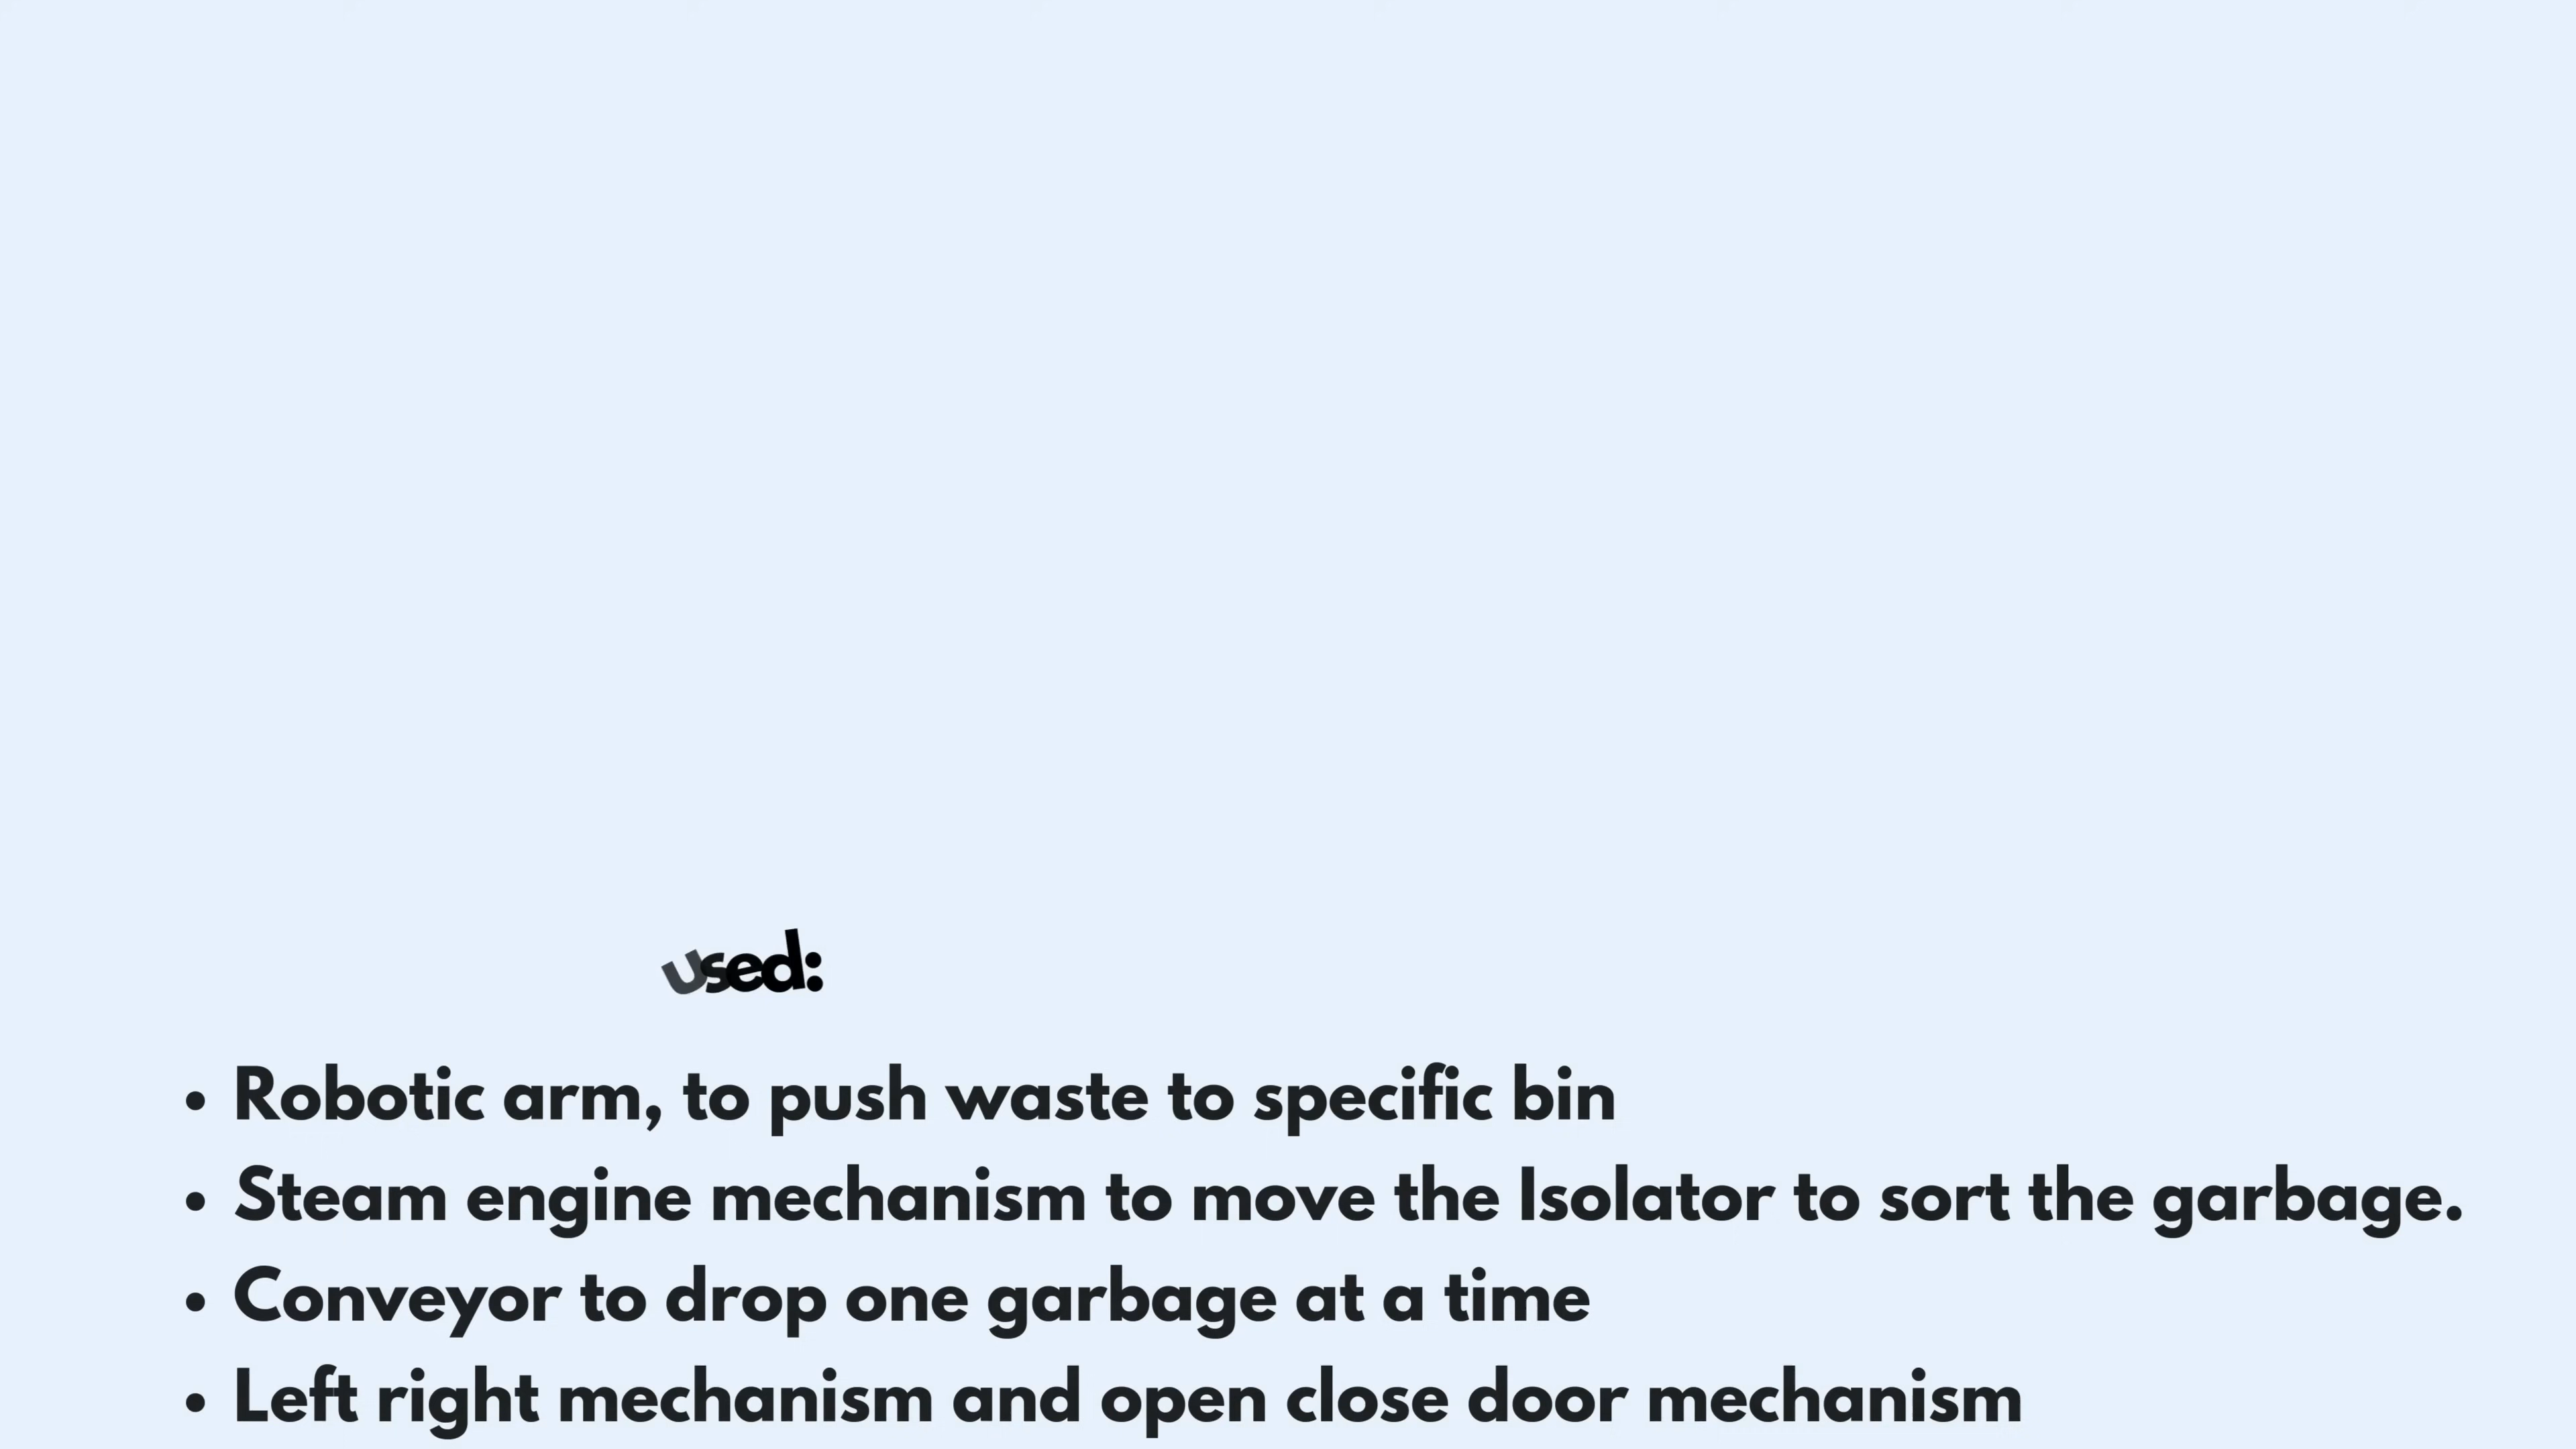 used:
• Robotic arm, to push waste to specific bin
• Steam engine mechanism to move the Isolator to sort the garbage.
• Conveyor to drop one garbage at a time
• Left right mechanism and open close door mechanism